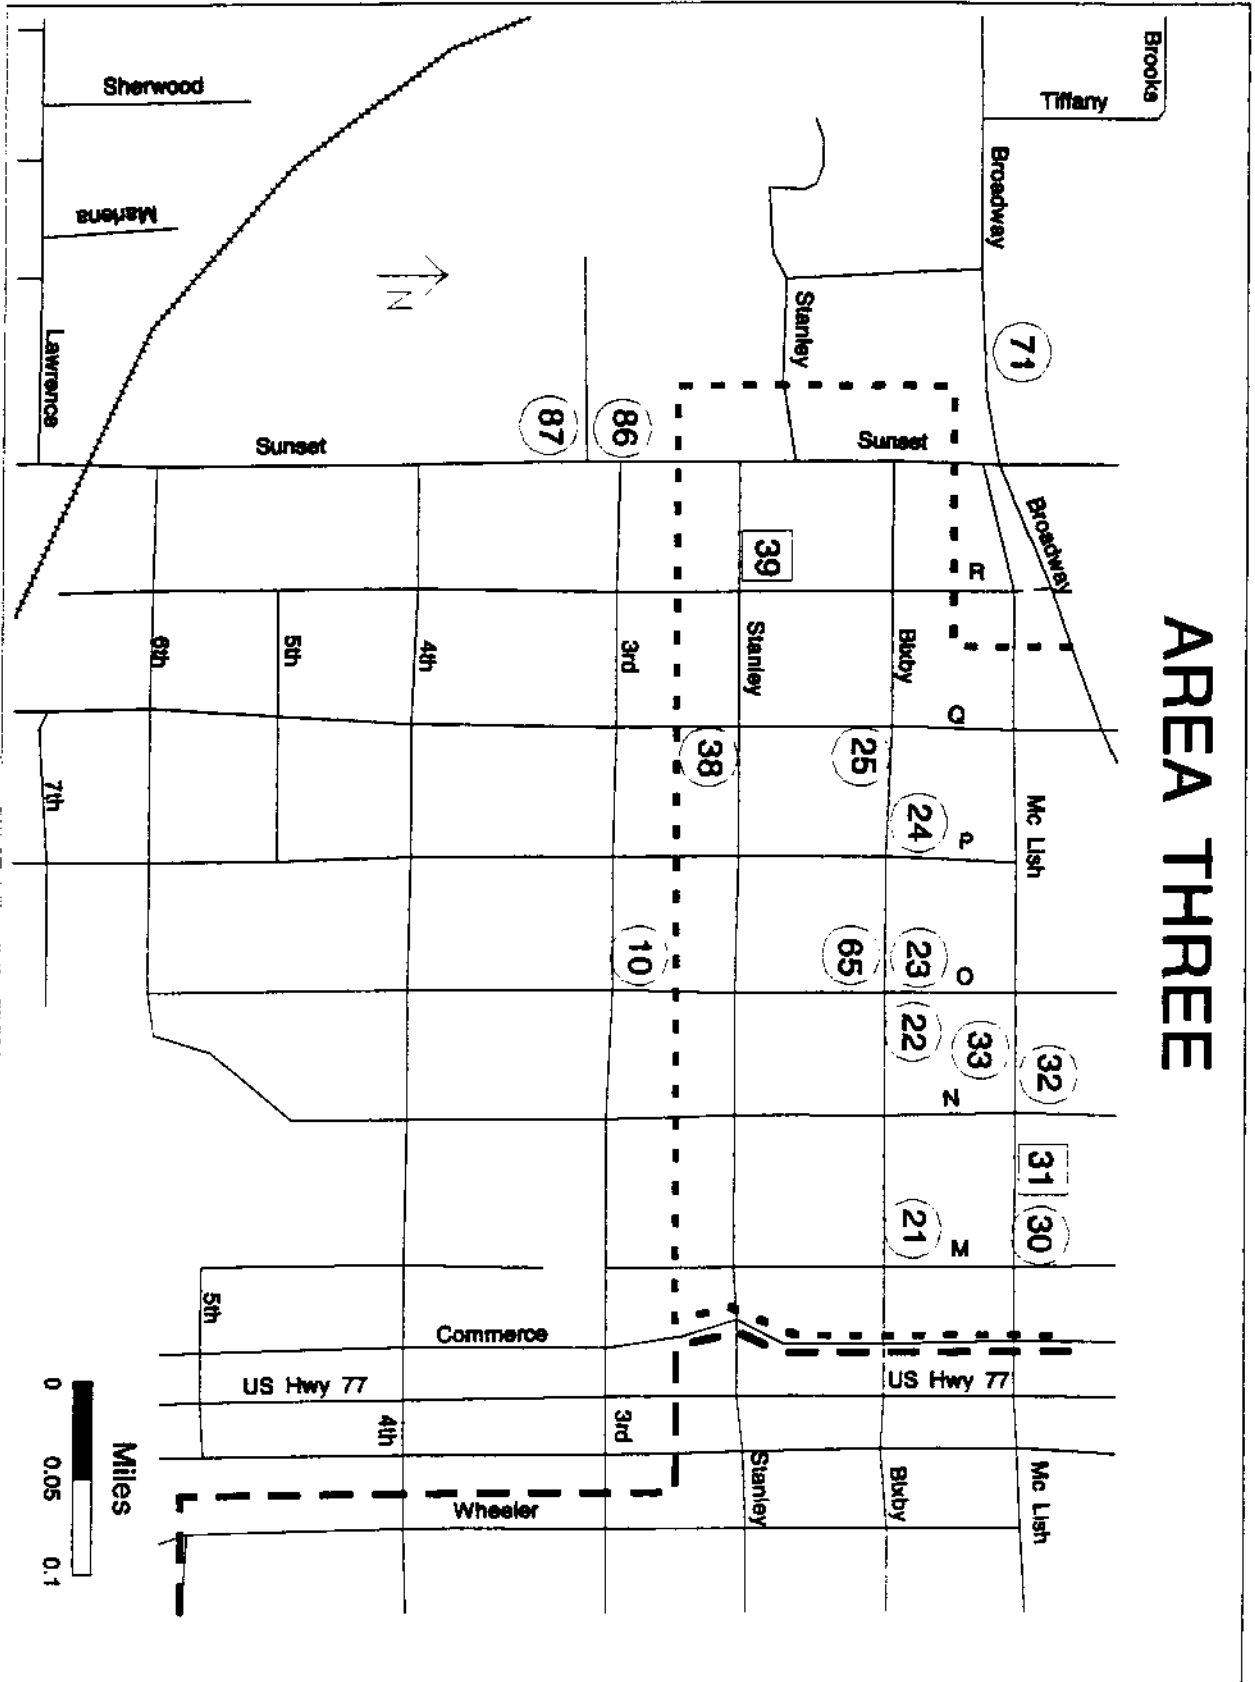 AREA THREE
Brooks
Tiffany
Broadway
71
Sherwood
Marlena
Lawrence
N
Stanley
87
86
Sunset
Sunset
Broadway
39
R
6th
5th
4th
3rd
Stanley
Bixby
Q
38
25
24
P
Mc Lish
7th
10
65
23
O
22
33
32
N
31
30
21
M
5th
Commerce
US Hwy 77
US Hwy 77
4th
3rd
Stanley
Bixby
Mc Lish
Wheeler
Miles
0 0.05 0.1